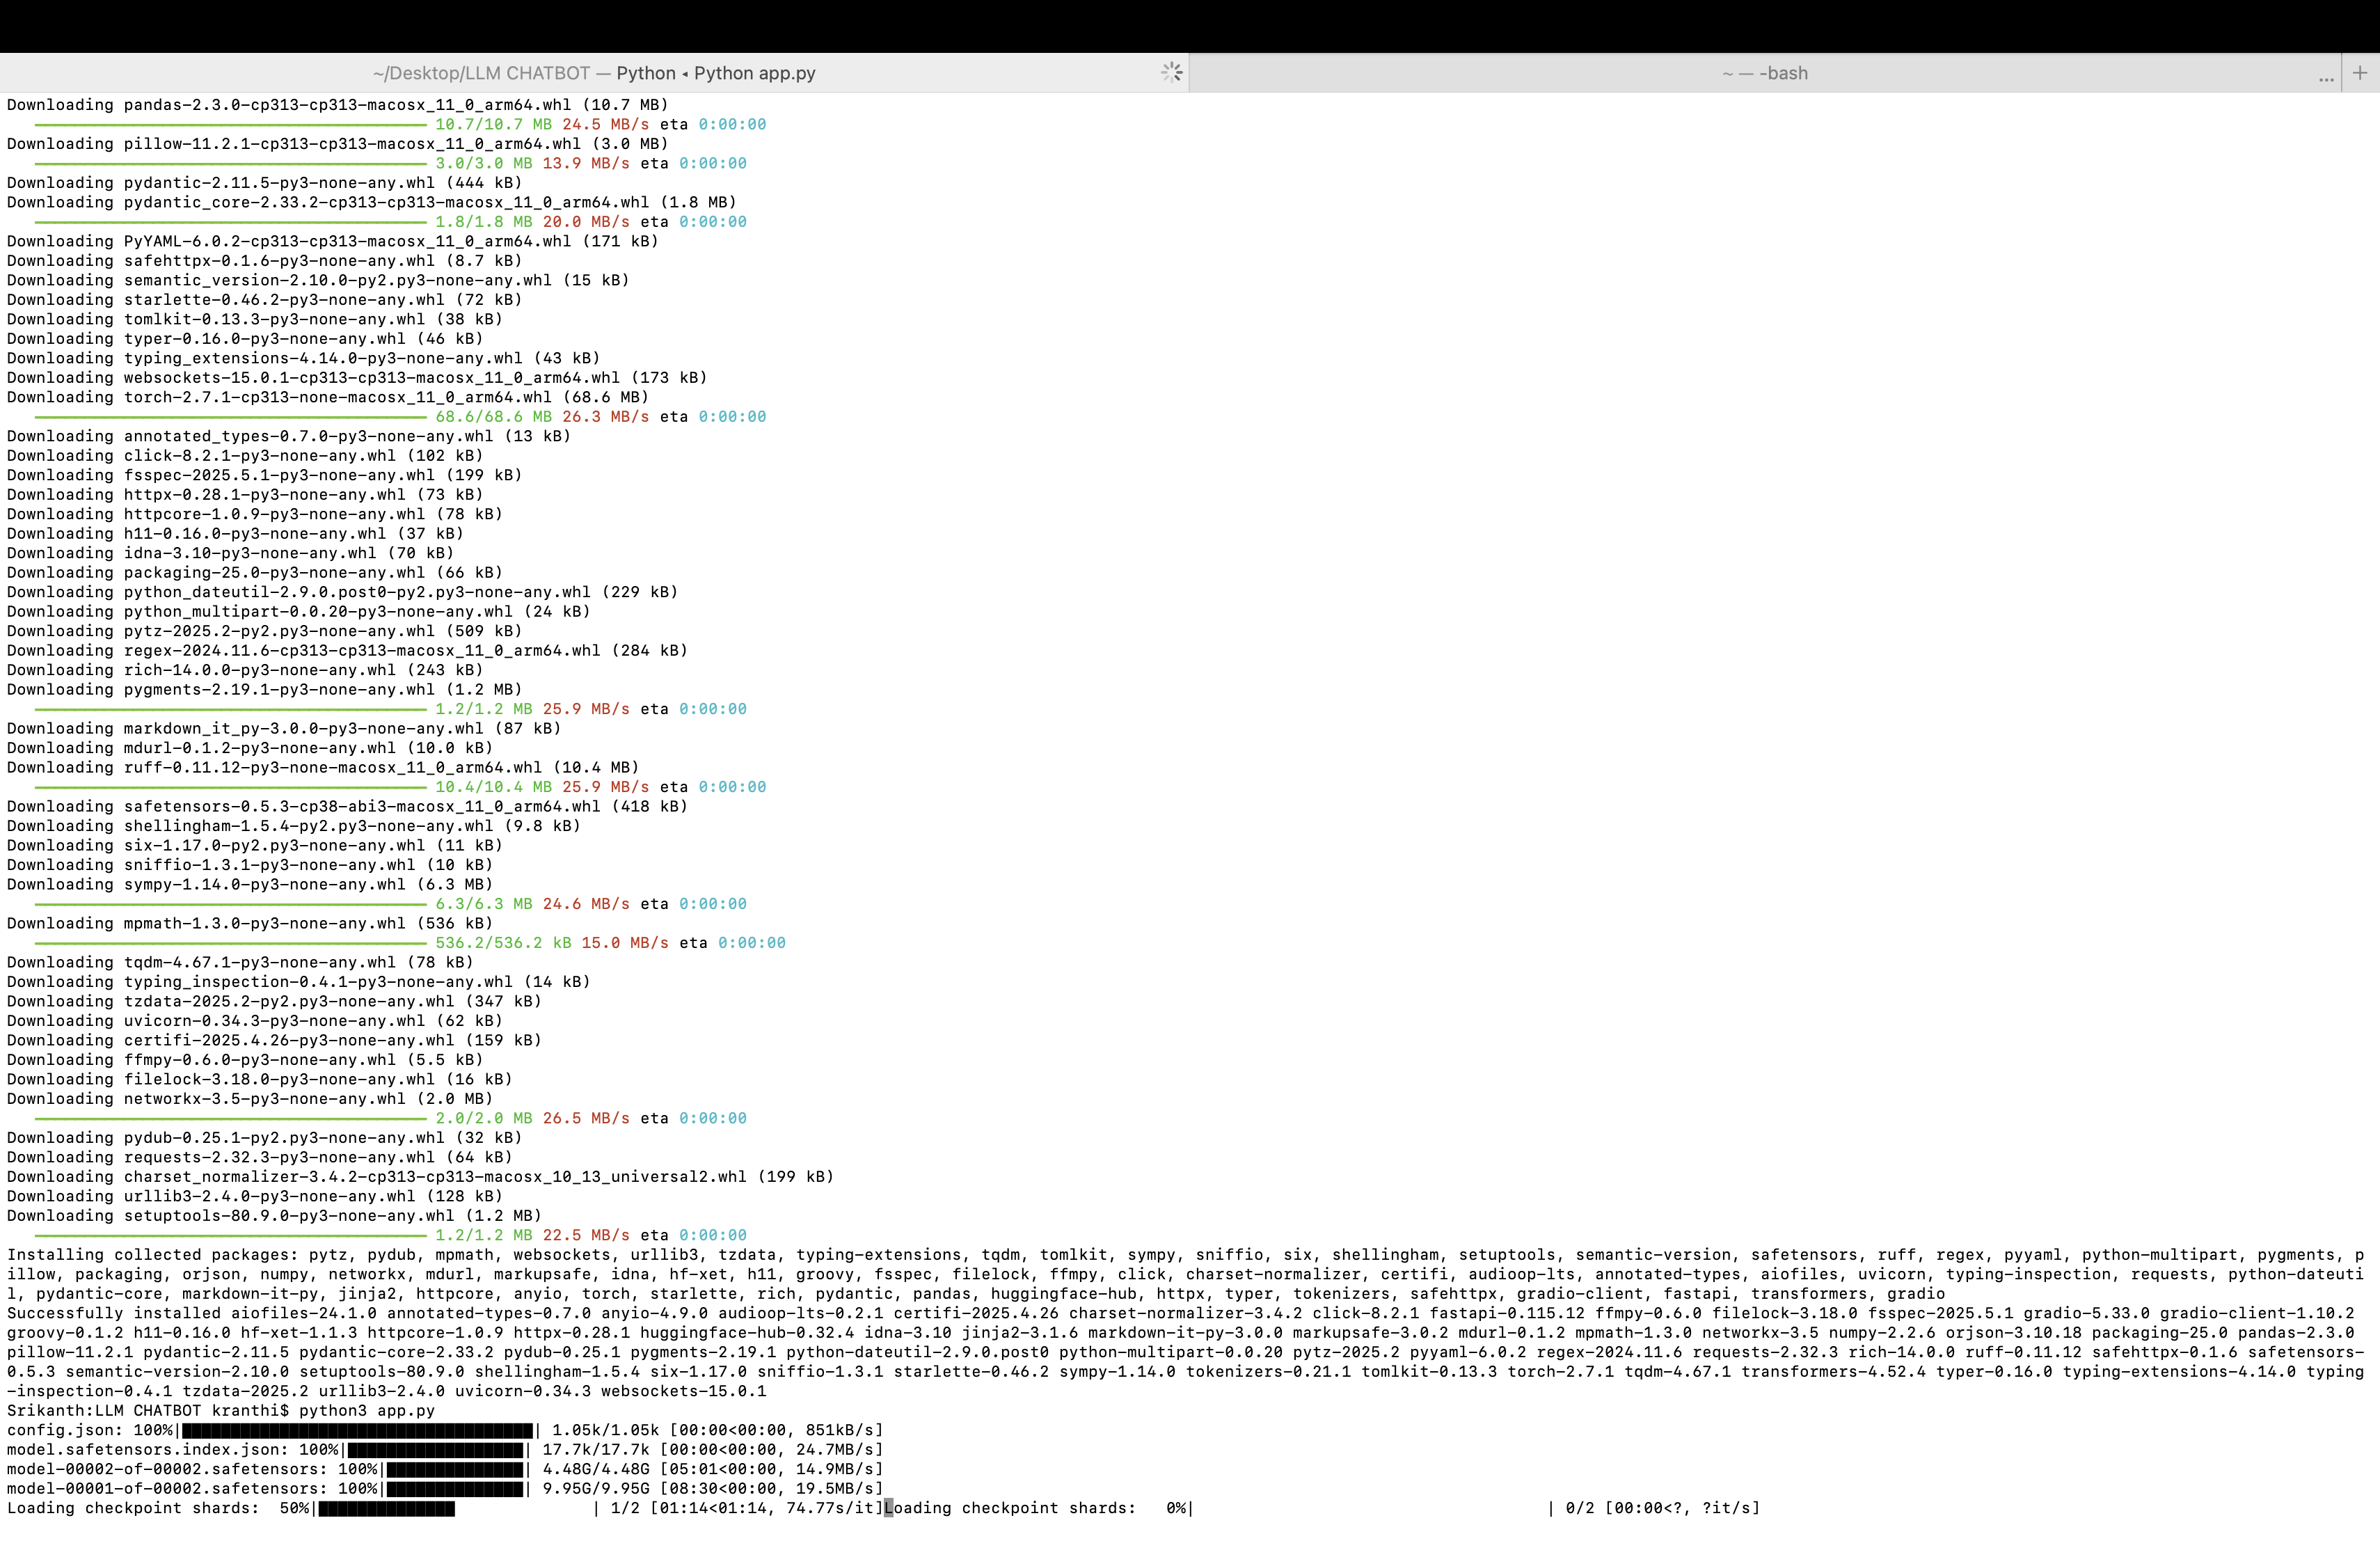 ~/Desktop/LLM CHATBOT — Python ◂ Python app.py
~ — -bash
... +
Downloading pandas-2.3.0-cp313-cp313-macosx_11_0_arm64.whl (10.7 MB)
10.7/10.7 MB 24.5 MB/s eta 0:00:00
Downloading pillow-11.2.1-cp313-cp313-macosx_11_0_arm64.whl (3.0 MB)
3.0/3.0 MB 13.9 MB/s eta 0:00:00
Downloading pydantic-2.11.5-py3-none-any.whl (444 kB)
Downloading pydantic_core-2.33.2-cp313-cp313-macosx_11_0_arm64.whl (1.8 MB)
1.8/1.8 MB 20.0 MB/s eta 0:00:00
Downloading PyYAML-6.0.2-cp313-cp313-macosx_11_0_arm64.whl (171 kB)
Downloading safehttpx-0.1.6-py3-none-any.whl (8.7 kB)
Downloading semantic_version-2.10.0-py2.py3-none-any.whl (15 kB)
Downloading starlette-0.46.2-py3-none-any.whl (72 kB)
Downloading tomlkit-0.13.3-py3-none-any.whl (38 kB)
Downloading typer-0.16.0-py3-none-any.whl (46 kB)
Downloading typing_extensions-4.14.0-py3-none-any.whl (43 kB)
Downloading websockets-15.0.1-cp313-cp313-macosx_11_0_arm64.whl (173 kB)
Downloading torch-2.7.1-cp313-none-macosx_11_0_arm64.whl (68.6 MB)
68.6/68.6 MB 26.3 MB/s eta 0:00:00
Downloading annotated_types-0.7.0-py3-none-any.whl (13 kB)
Downloading click-8.2.1-py3-none-any.whl (102 kB)
Downloading fsspec-2025.5.1-py3-none-any.whl (199 kB)
Downloading httpx-0.28.1-py3-none-any.whl (73 kB)
Downloading httpcore-1.0.9-py3-none-any.whl (78 kB)
Downloading h11-0.16.0-py3-none-any.whl (37 kB)
Downloading idna-3.10-py3-none-any.whl (70 kB)
Downloading packaging-25.0-py3-none-any.whl (66 kB)
Downloading python_dateutil-2.9.0.post0-py2.py3-none-any.whl (229 kB)
Downloading python_multipart-0.0.20-py3-none-any.whl (24 kB)
Downloading pytz-2025.2-py2.py3-none-any.whl (509 kB)
Downloading regex-2024.11.6-cp313-cp313-macosx_11_0_arm64.whl (284 kB)
Downloading rich-14.0.0-py3-none-any.whl (243 kB)
Downloading pygments-2.19.1-py3-none-any.whl (1.2 MB)
1.2/1.2 MB 25.9 MB/s eta 0:00:00
Downloading markdown_it_py-3.0.0-py3-none-any.whl (87 kB)
Downloading mdurl-0.1.2-py3-none-any.whl (10.0 kB)
Downloading ruff-0.11.12-py3-none-macosx_11_0_arm64.whl (10.4 MB)
10.4/10.4 MB 25.9 MB/s eta 0:00:00
Downloading safetensors-0.5.3-cp38-abi3-macosx_11_0_arm64.whl (418 kB)
Downloading shellingham-1.5.4-py2.py3-none-any.whl (9.8 kB)
Downloading six-1.17.0-py2.py3-none-any.whl (11 kB)
Downloading sniffio-1.3.1-py3-none-any.whl (10 kB)
Downloading sympy-1.14.0-py3-none-any.whl (6.3 MB)
6.3/6.3 MB 24.6 MB/s eta 0:00:00
Downloading mpmath-1.3.0-py3-none-any.whl (536 kB)
536.2/536.2 kB 15.0 MB/s eta 0:00:00
Downloading tqdm-4.67.1-py3-none-any.whl (78 kB)
Downloading typing_inspection-0.4.1-py3-none-any.whl (14 kB)
Downloading tzdata-2025.2-py2.py3-none-any.whl (347 kB)
Downloading uvicorn-0.34.3-py3-none-any.whl (62 kB)
Downloading certifi-2025.4.26-py3-none-any.whl (159 kB)
Downloading ffmpy-0.6.0-py3-none-any.whl (5.5 kB)
Downloading filelock-3.18.0-py3-none-any.whl (16 kB)
Downloading networkx-3.5-py3-none-any.whl (2.0 MB)
2.0/2.0 MB 26.5 MB/s eta 0:00:00
Downloading pydub-0.25.1-py2.py3-none-any.whl (32 kB)
Downloading requests-2.32.3-py3-none-any.whl (64 kB)
Downloading charset_normalizer-3.4.2-cp313-cp313-macosx_10_13_universal2.whl (199 kB)
Downloading urllib3-2.4.0-py3-none-any.whl (128 kB)
Downloading setuptools-80.9.0-py3-none-any.whl (1.2 MB)
1.2/1.2 MB 22.5 MB/s eta 0:00:00
Installing collected packages: pytz, pydub, mpmath, websockets, urllib3, tzdata, typing-extensions, tqdm, tomlkit, sympy, sniffio, six, shellingham, setuptools, semantic-version, safetensors, ruff, regex, pyyaml, python-multipart, pygments, p
illow, packaging, orjson, numpy, networkx, mdurl, markupsafe, idna, hf-xet, h11, groovy, fsspec, filelock, ffmpy, click, charset-normalizer, certifi, audioop-lts, annotated-types, aiofiles, uvicorn, typing-inspection, requests, python-dateuti
l, pydantic-core, markdown-it-py, jinja2, httpcore, anyio, torch, starlette, rich, pydantic, pandas, huggingface-hub, httpx, typer, tokenizers, safehttpx, gradio-client, fastapi, transformers, gradio
Successfully installed aiofiles-24.1.0 annotated-types-0.7.0 anyio-4.9.0 audioop-lts-0.2.1 certifi-2025.4.26 charset-normalizer-3.4.2 click-8.2.1 fastapi-0.115.12 ffmpy-0.6.0 filelock-3.18.0 fsspec-2025.5.1 gradio-5.33.0 gradio-client-1.10.2
groovy-0.1.2 h11-0.16.0 hf-xet-1.1.3 httpcore-1.0.9 httpx-0.28.1 huggingface-hub-0.32.4 idna-3.10 jinja2-3.1.6 markdown-it-py-3.0.0 markupsafe-3.0.2 mdurl-0.1.2 mpmath-1.3.0 networkx-3.5 numpy-2.2.6 orjson-3.10.18 packaging-25.0 pandas-2.3.0
pillow-11.2.1 pydantic-2.11.5 pydantic-core-2.33.2 pydub-0.25.1 pygments-2.19.1 python-dateutil-2.9.0.post0 python-multipart-0.0.20 pytz-2025.2 pyyaml-6.0.2 regex-2024.11.6 requests-2.32.3 rich-14.0.0 ruff-0.11.12 safehttpx-0.1.6 safetensors-
0.5.3 semantic-version-2.10.0 setuptools-80.9.0 shellingham-1.5.4 six-1.17.0 sniffio-1.3.1 starlette-0.46.2 sympy-1.14.0 tokenizers-0.21.1 tomlkit-0.13.3 torch-2.7.1 tqdm-4.67.1 transformers-4.52.4 typer-0.16.0 typing-extensions-4.14.0 typing
-inspection-0.4.1 tzdata-2025.2 urllib3-2.4.0 uvicorn-0.34.3 websockets-15.0.1
Srikanth:LLM CHATBOT kranthi$ python3 app.py
config.json: 100%| | 1.05k/1.05k [00:00<00:00, 851kB/s]
model.safetensors.index.json: 100%| | 17.7k/17.7k [00:00<00:00, 24.7MB/s]
model-00002-of-00002.safetensors: 100%| | 4.48G/4.48G [05:01<00:00, 14.9MB/s]
model-00001-of-00002.safetensors: 100%| | 9.95G/9.95G [08:30<00:00, 19.5MB/s]
Loading checkpoint shards: 50%| | 1/2 [01:14<01:14, 74.77s/it]Loading checkpoint shards: 0%| | 0/2 [00:00<?, ?it/s]